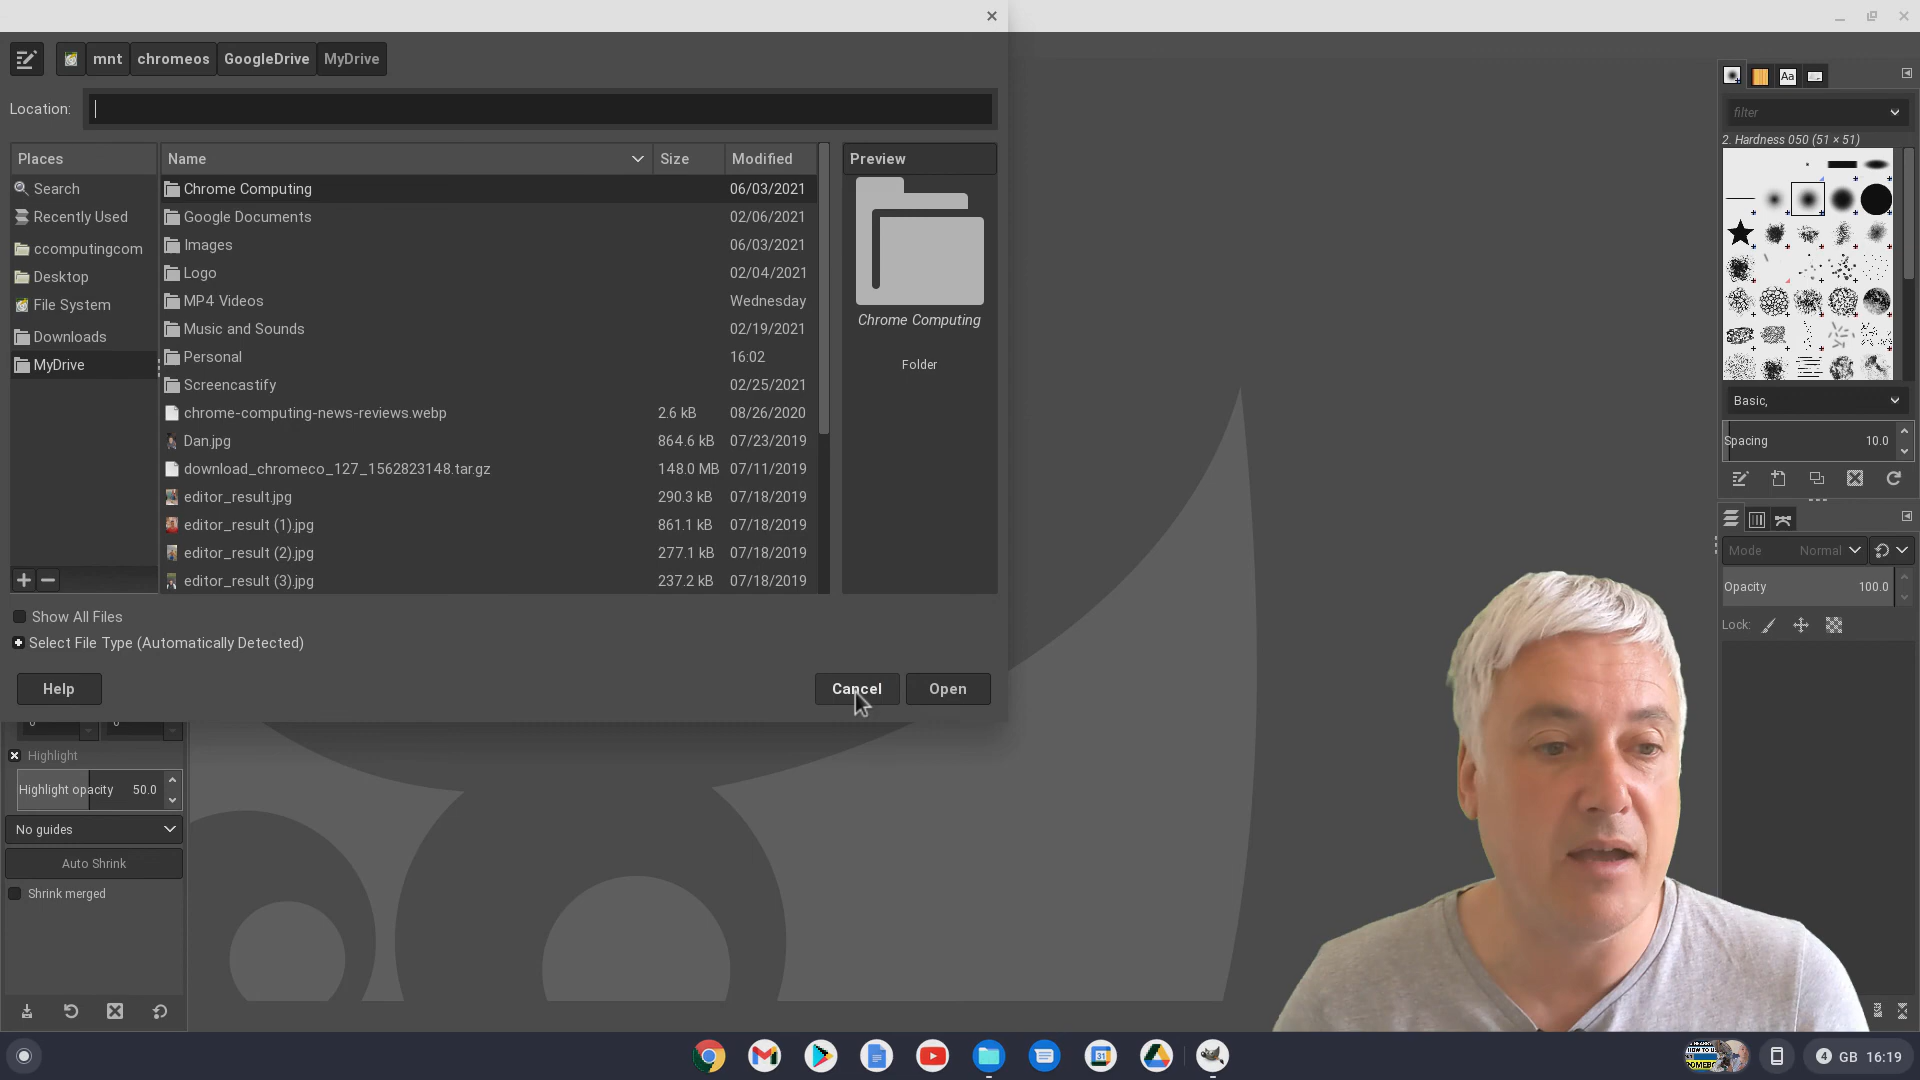 mnt chromeos GoogleDrive MyDrive
Location:
Places
Search
Recently Used
ccomputingcom
Desktop
File System
Downloads
MyDrive
Name Size Modified
Chrome Computing 06/03/2021
Google Documents 02/06/2021
Images 06/03/2021
Logo 02/04/2021
MP4 Videos Wednesday
Music and Sounds 02/19/2021
Personal 16:02
Screencastify 02/25/2021
chrome-computing-news-reviews.webp 2.6 kB 08/26/2020
Dan.jpg 864.6 kB 07/23/2019
download_chromeco_127_1562823148.tar.gz 148.0 MB 07/11/2019
editor_result.jpg 290.3 kB 07/18/2019
editor_result (1).jpg 861.1 kB 07/18/2019
editor_result (2).jpg 277.1 kB 07/18/2019
editor_result (3).jpg 237.2 kB 07/18/2019
Preview
Chrome Computing
Folder
Show All Files
Select File Type (Automatically Detected)
Help Cancel Open
Highlight
Highlight opacity 50.0
No guides
Auto Shrink
Shrink merged
Aa
filter
2. Hardness 050 (51 × 51)
Basic,
Spacing 10.0
Mode Normal
Opacity 100.0
Lock:
31
4 GB 16:19